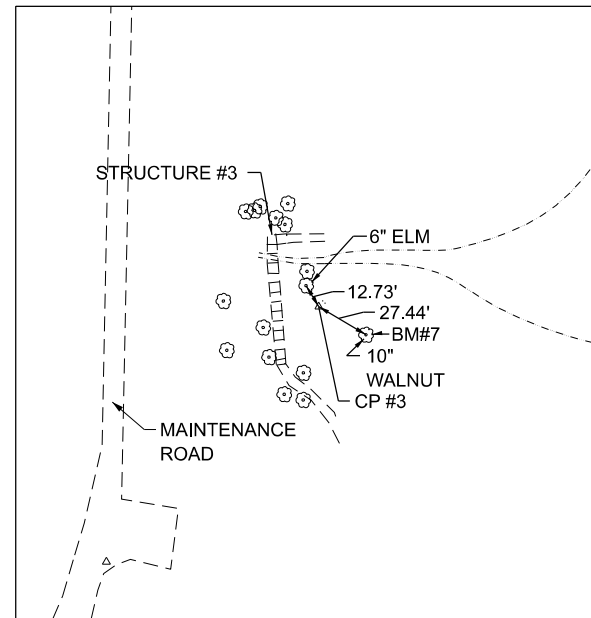 STRUCTURE #3
6" ELM
12.73'
27.44'
BM#7
10"
WALNUT
CP #3
MAINTENANCE
ROAD